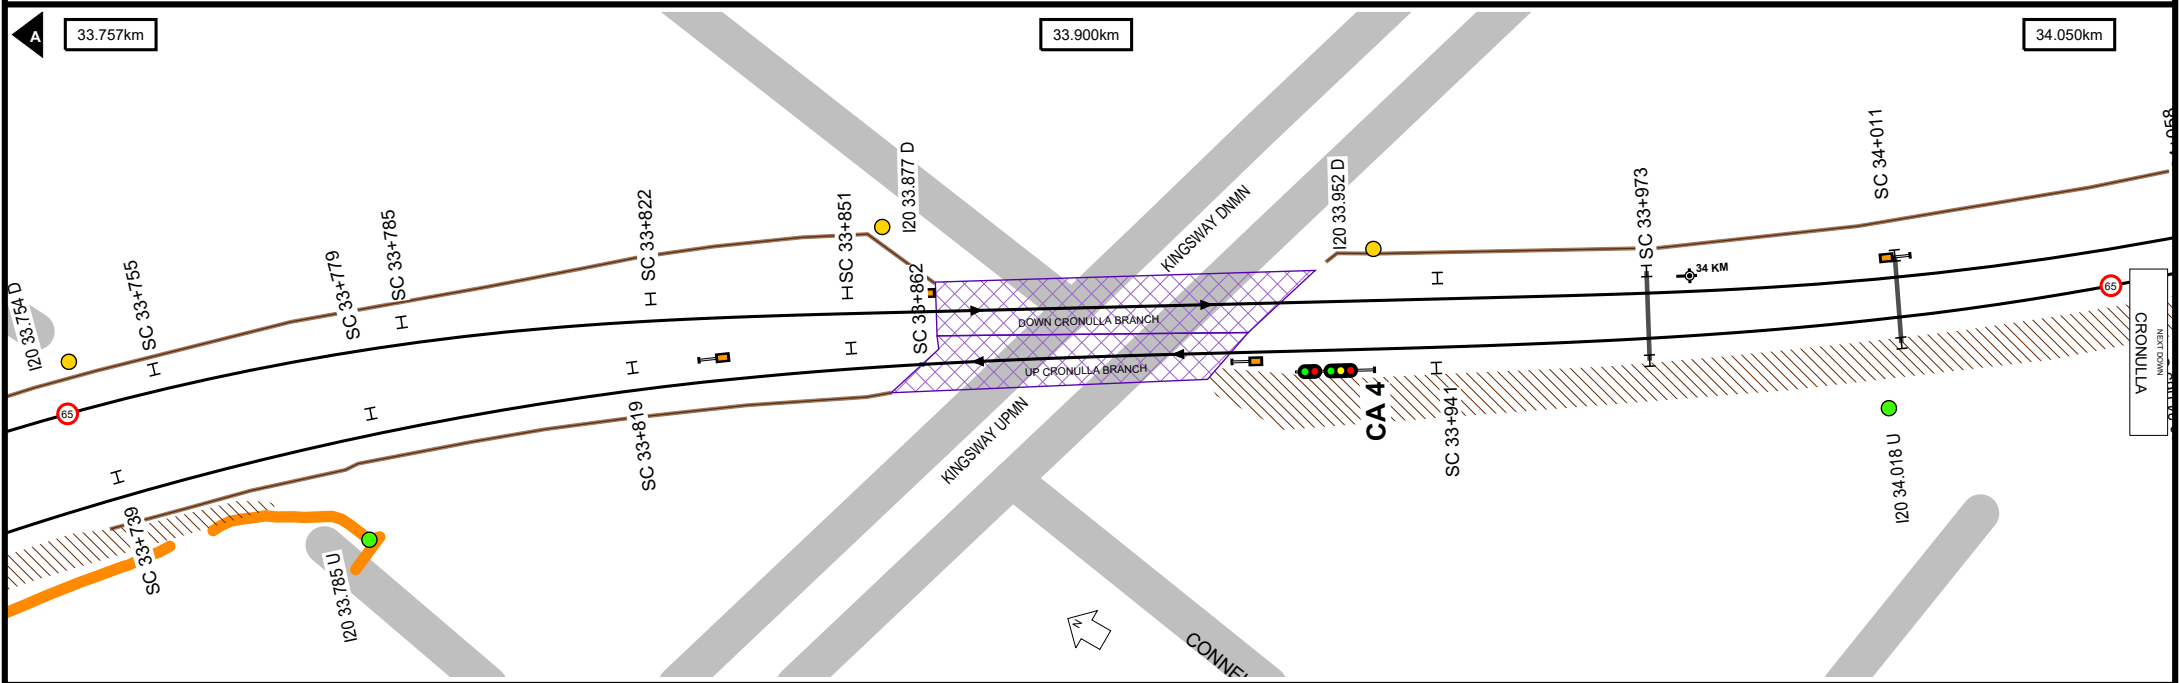 A
33.757km
33.900km
34.050km
I20 33.754 D
SC 33+755
SC 33+779
SC 33+785
SC 33+822
SC 33+851
I20 33.877 D
SC 33+862
KINGSWAY DNMN
I20 33.952 D
SC 33+973
34 KM
SC 34+011
DOWN CRONULLA BRANCH
UP CRONULLA BRANCH
65
65
NEXT DOWN
CRONULLA
SC 33+739
I20 33.785 U
SC 33+819
KINGSWAY UPMN
CA 4
SC 33+941
I20 34.018 U
N